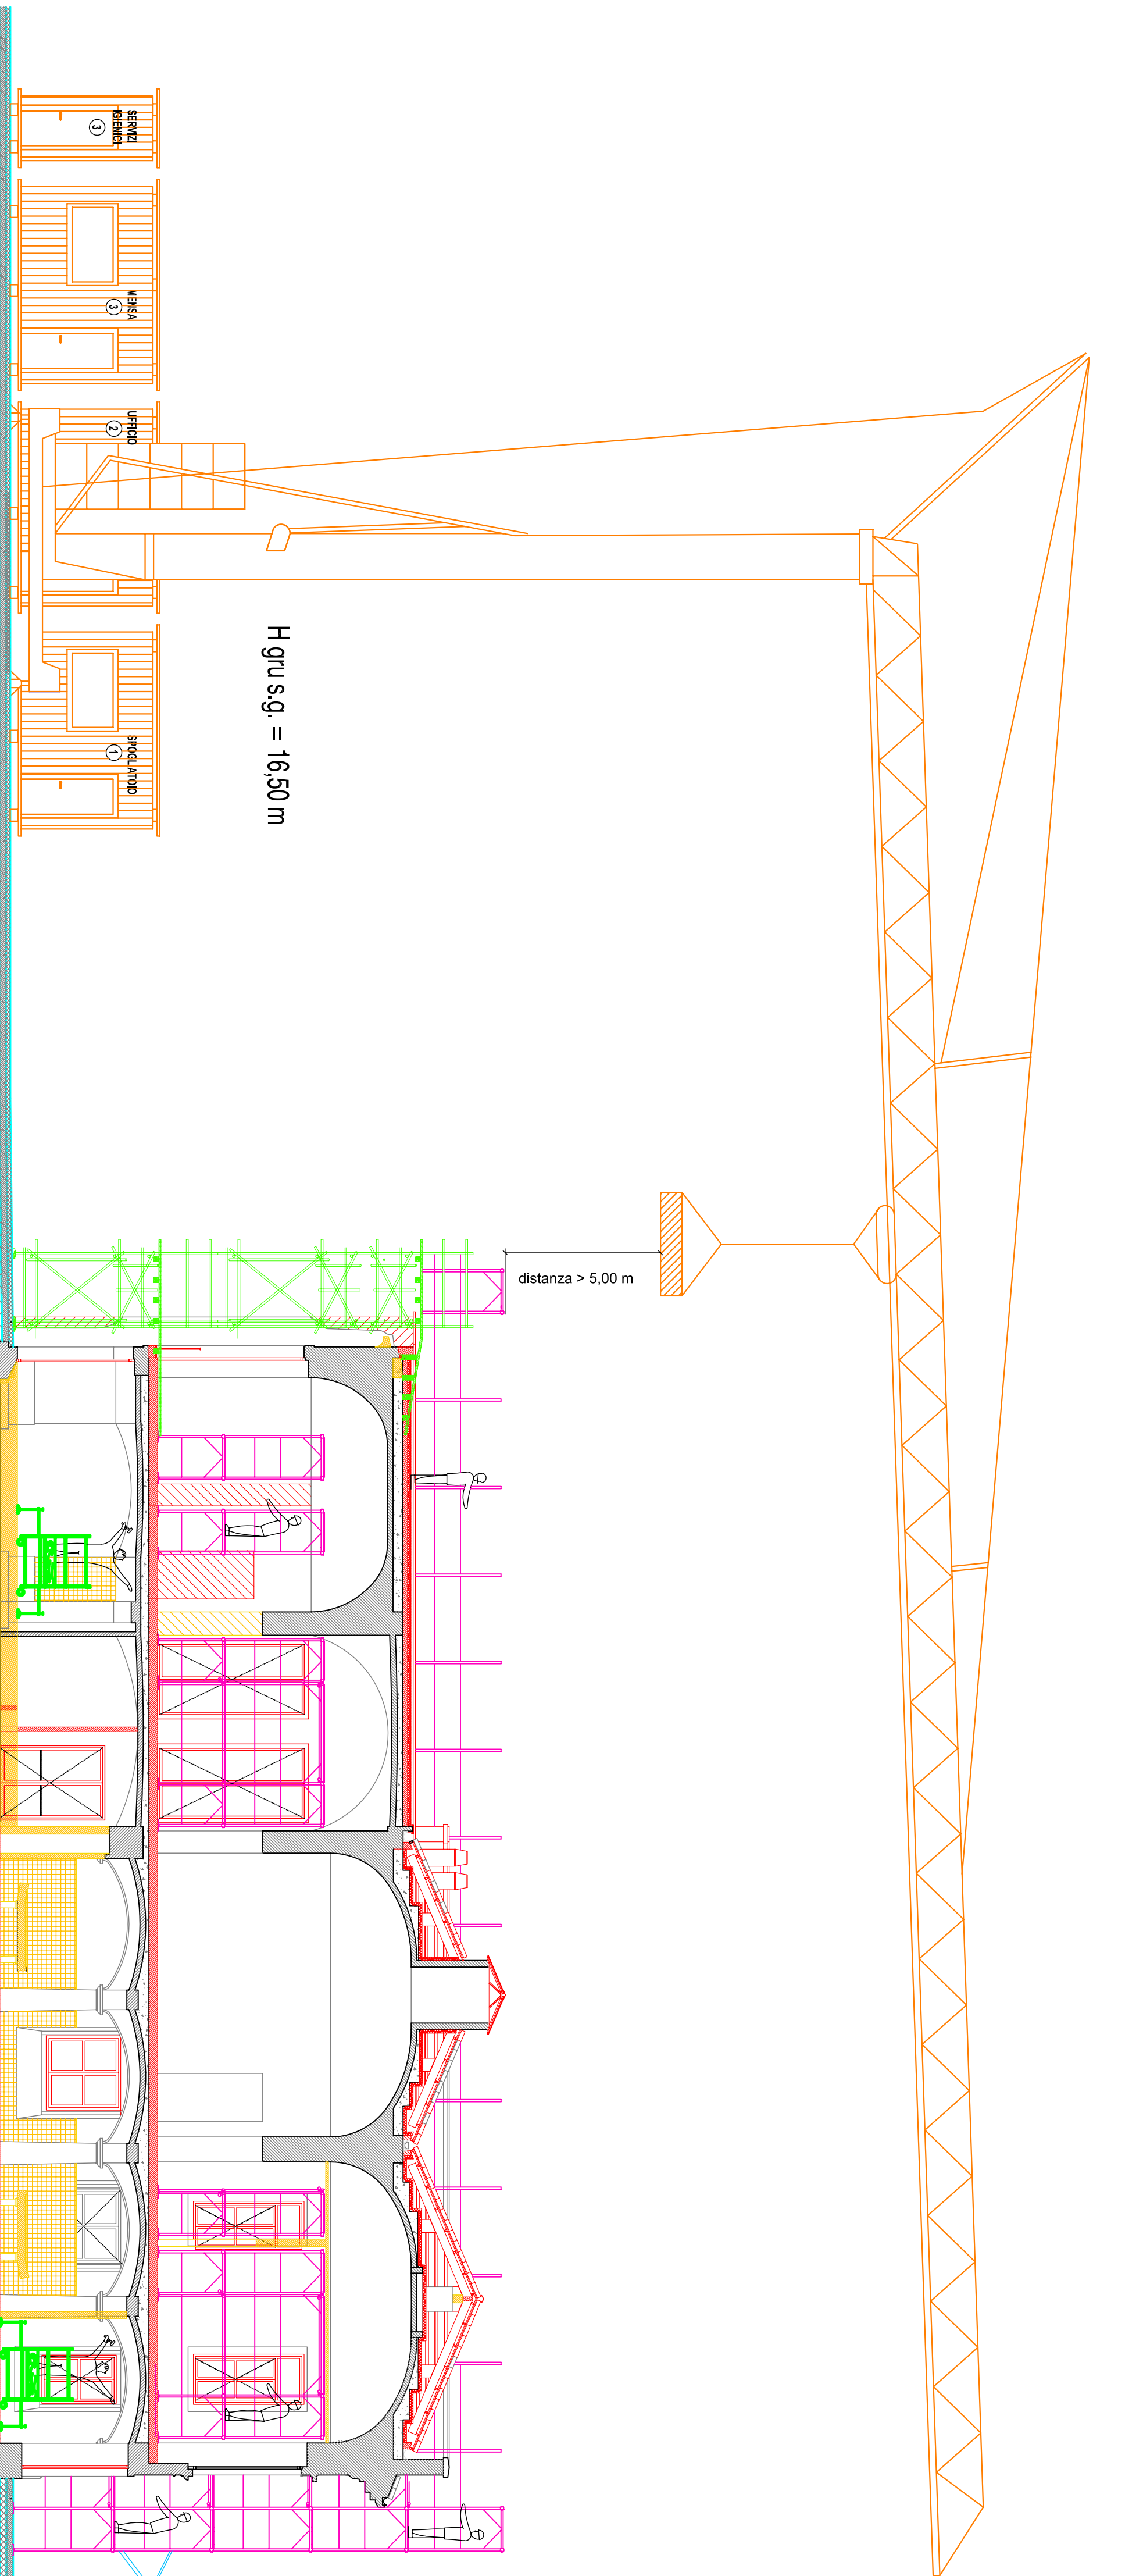 SERVIZI
IGIENICI
3
MENSA
3
UFFICIO
2
SPOGLIATOIO
1
H gru s.g. = 16,50 m
distanza > 5,00 m